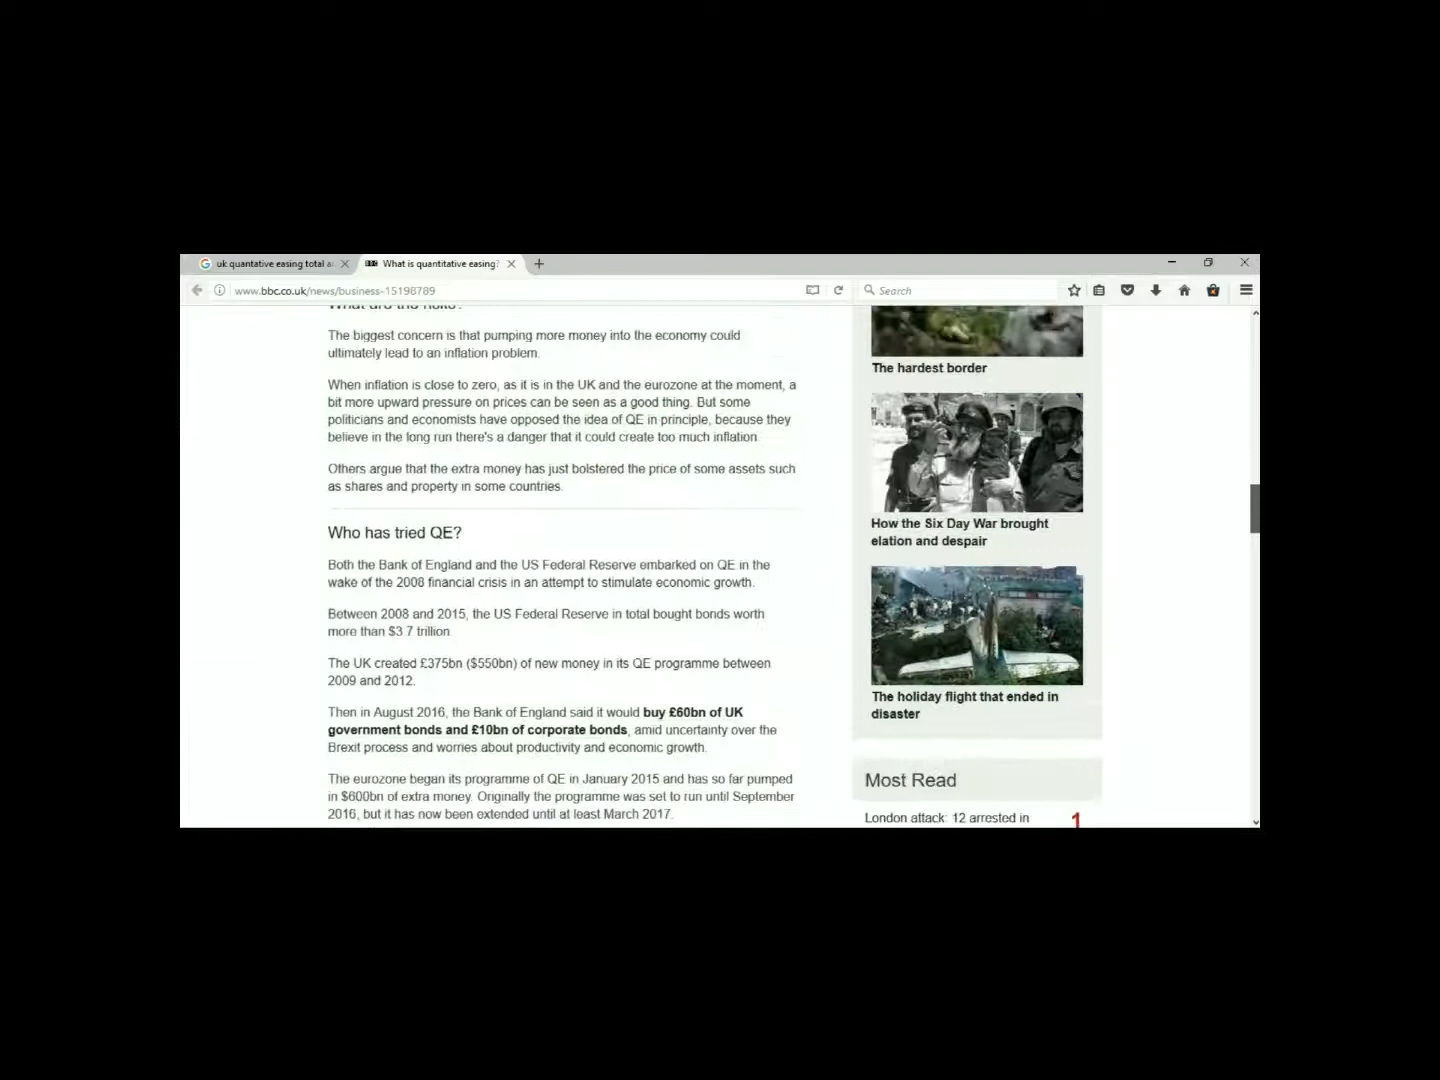 uk quantative easing total a
What is quantitative easing?
www.bbc.co.uk/news/business-15198789
Search
What are the risks?
The biggest concern is that pumping more money into the economy could
ultimately lead to an inflation problem.
When inflation is close to zero, as it is in the UK and the eurozone at the moment, a
bit more upward pressure on prices can be seen as a good thing. But some
politicians and economists have opposed the idea of QE in principle, because they
believe in the long run there's a danger that it could create too much inflation.
Others argue that the extra money has just bolstered the price of some assets such
as shares and property in some countries.
Who has tried QE?
Both the Bank of England and the US Federal Reserve embarked on QE in the
wake of the 2008 financial crisis in an attempt to stimulate economic growth.
Between 2008 and 2015, the US Federal Reserve in total bought bonds worth
more than $3.7 trillion.
The UK created £375bn ($550bn) of new money in its QE programme between
2009 and 2012.
Then in August 2016, the Bank of England said it would buy £60bn of UK
government bonds and £10bn of corporate bonds, amid uncertainty over the
Brexit process and worries about productivity and economic growth.
The eurozone began its programme of QE in January 2015 and has so far pumped
in $600bn of extra money. Originally the programme was set to run until September
2016, but it has now been extended until at least March 2017.
The hardest border
How the Six Day War brought
elation and despair
The holiday flight that ended in
disaster
Most Read
London attack: 12 arrested in
1